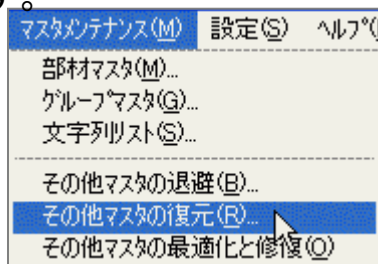 。
マスタメンテナンス(M) 設定(S) ヘルプ(
部材マスタ(M)...
グループマスタ(G)...
文字列リスト(S)...
その他マスタの退避(B)...
その他マスタの復元(R)...
その他マスタの最適化と修復(O)